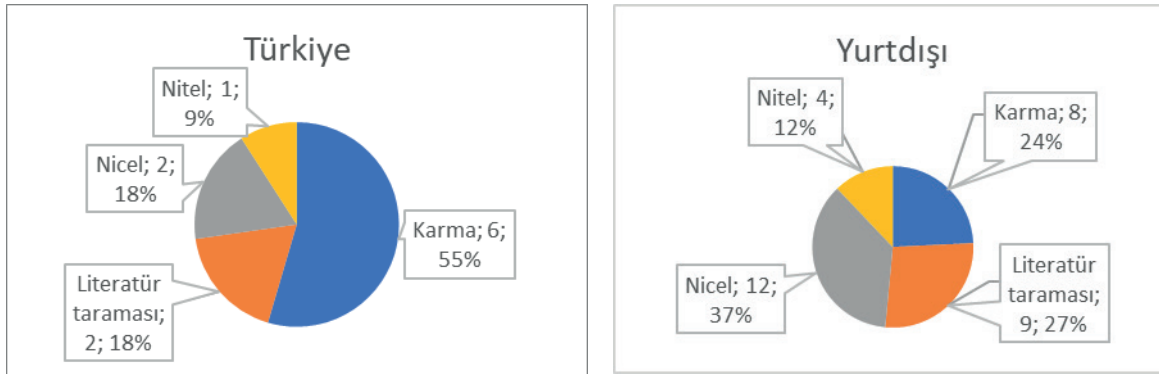 Türkiye
Nitel; 1;
9%
Nicel; 2;
18%
Karma; 6;
55%
Literatür
taraması;
2; 18%
Yurtdışı
Nitel; 4;
12%
Karma; 8;
24%
Nicel; 12;
37%
Literatür
taraması;
9; 27%